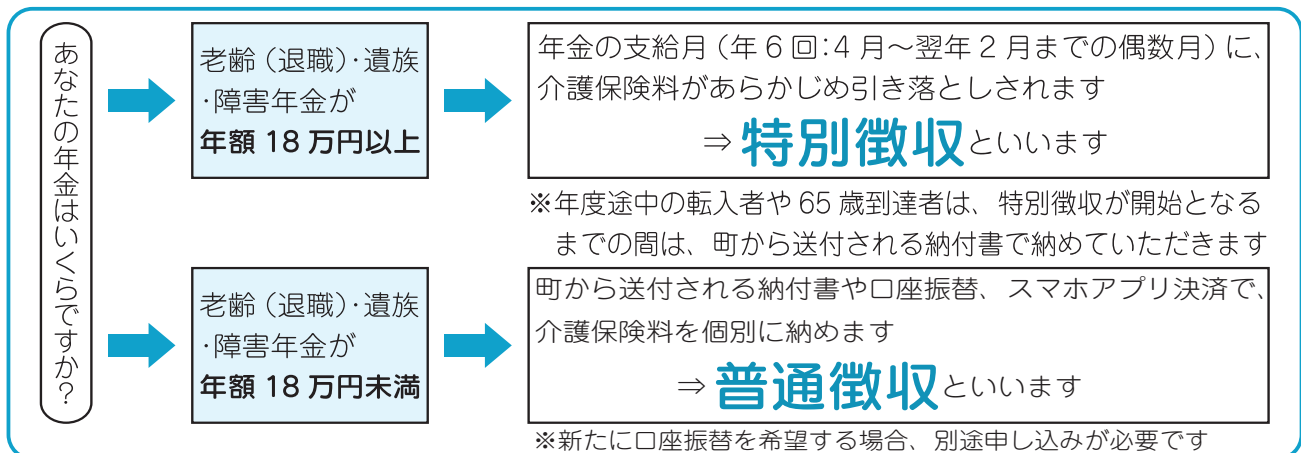 あなたの年金はいくらですか？
老齢（退職）・遺族
・障害年金が
年額 18 万円以上
年金の支給月（年６回：４月～翌年２月までの偶数月）に、
介護保険料があらかじめ引き落としされます
⇒ 特別徴収といいます
※年度途中の転入者や 65 歳到達者は、特別徴収が開始となる
までの間は、町から送付される納付書で納めていただきます
老齢（退職）・遺族
・障害年金が
年額 18 万円未満
町から送付される納付書や口座振替、スマホアプリ決済で、
介護保険料を個別に納めます
⇒ 普通徴収といいます
※新たに口座振替を希望する場合、別途申し込みが必要です